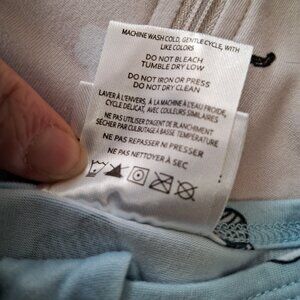 MACHINE WASH COLD, GENTLE CYCLE, WITH
LIKE COLORS
DO NOT BLEACH
TUMBLE DRY LOW
DO NOT IRON OR PRESS
DO NOT DRY CLEAN
LAVER À L'ENVERS, À LA MACHINE À L'EAU FROIDE,
CYCLE DÉLICAT, AVEC COULEURS SIMILAIRES
NE PAS UTILISER D'AGENT DE BLANCHIMENT
SÉCHER PAR CULBUTAGE À BASSE TEMPÉRATURE
NE PAS REPASSER NI PRESSER
NE PAS NETTOYER À SEC